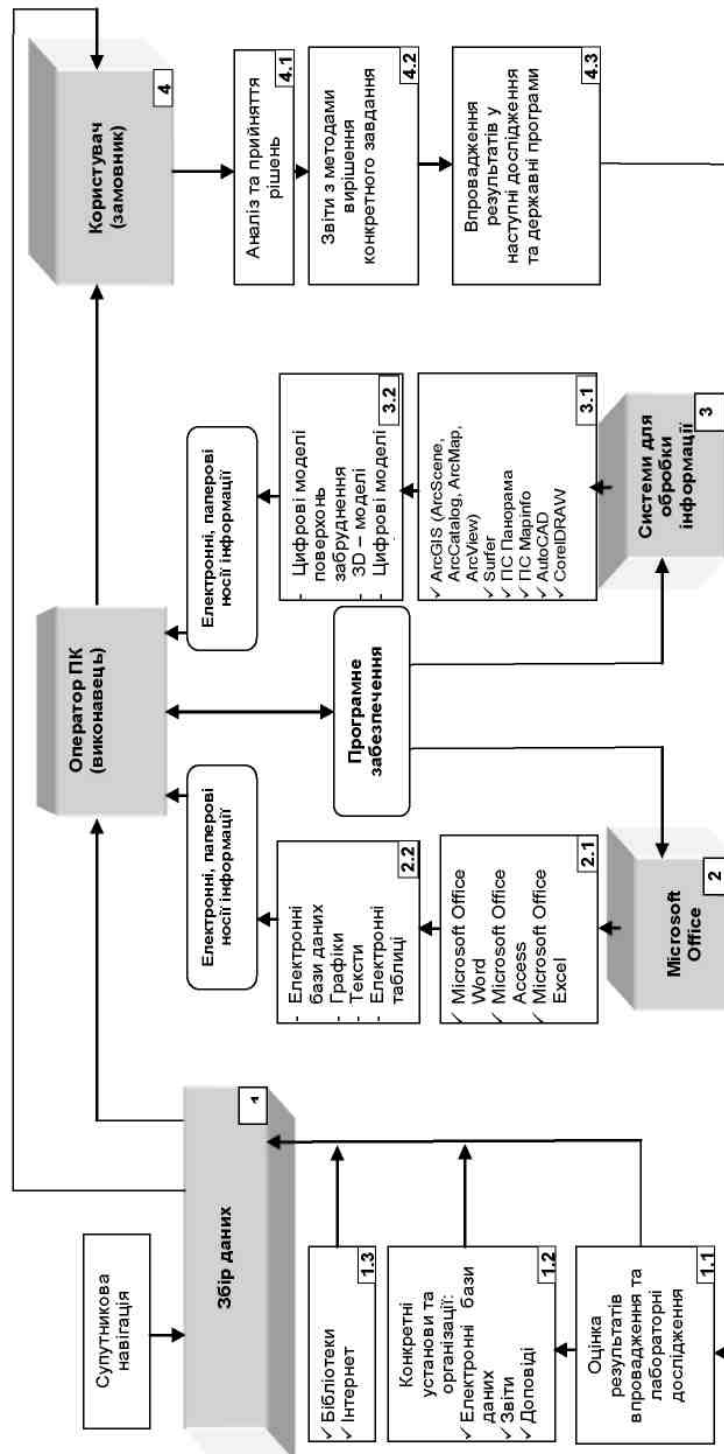 Супутникова
навігація
Збір даних
1
✓ Бібліотеки
✓ Інтернет
1.3
Конкретні
установи та
організації:
✓ Електронні бази
даних
✓ Звіти
✓ Доповіді
1.2
Оцінка
результатів
впровадження та
лабораторні
дослідження
1.1
Оператор ПК
(виконавець)
Електронні, паперові
носії інформації
- Електронні
бази даних
- Графіки
- Тексти
- Електронні
таблиці
2.2
✓ Microsoft Office
Word
✓ Microsoft Office
Access
✓ Microsoft Office
Excel
2.1
Microsoft
Office
2
Програмне
забезпечення
Електронні, паперові
носії інформації
- Цифрові моделі
поверхонь
забруднення
- 3D – моделі
- Цифрові моделі
3.2
✓ ArcGIS (ArcScene,
ArcCatalog, ArcMap,
ArcView)
✓ Surfer
✓ ПС Панорама
✓ ПС Mapinfo
✓ AutoCAD
✓ CorelDRAW
3.1
Системи для
обробки
інформації
3
Користувач
(замовник)
4
Аналіз та прийняття
рішень
4.1
Звіти з методами
вирішення
конкретного завдання
4.2
Впровадження
результатів у
наступні дослідження
та державні програми
4.3